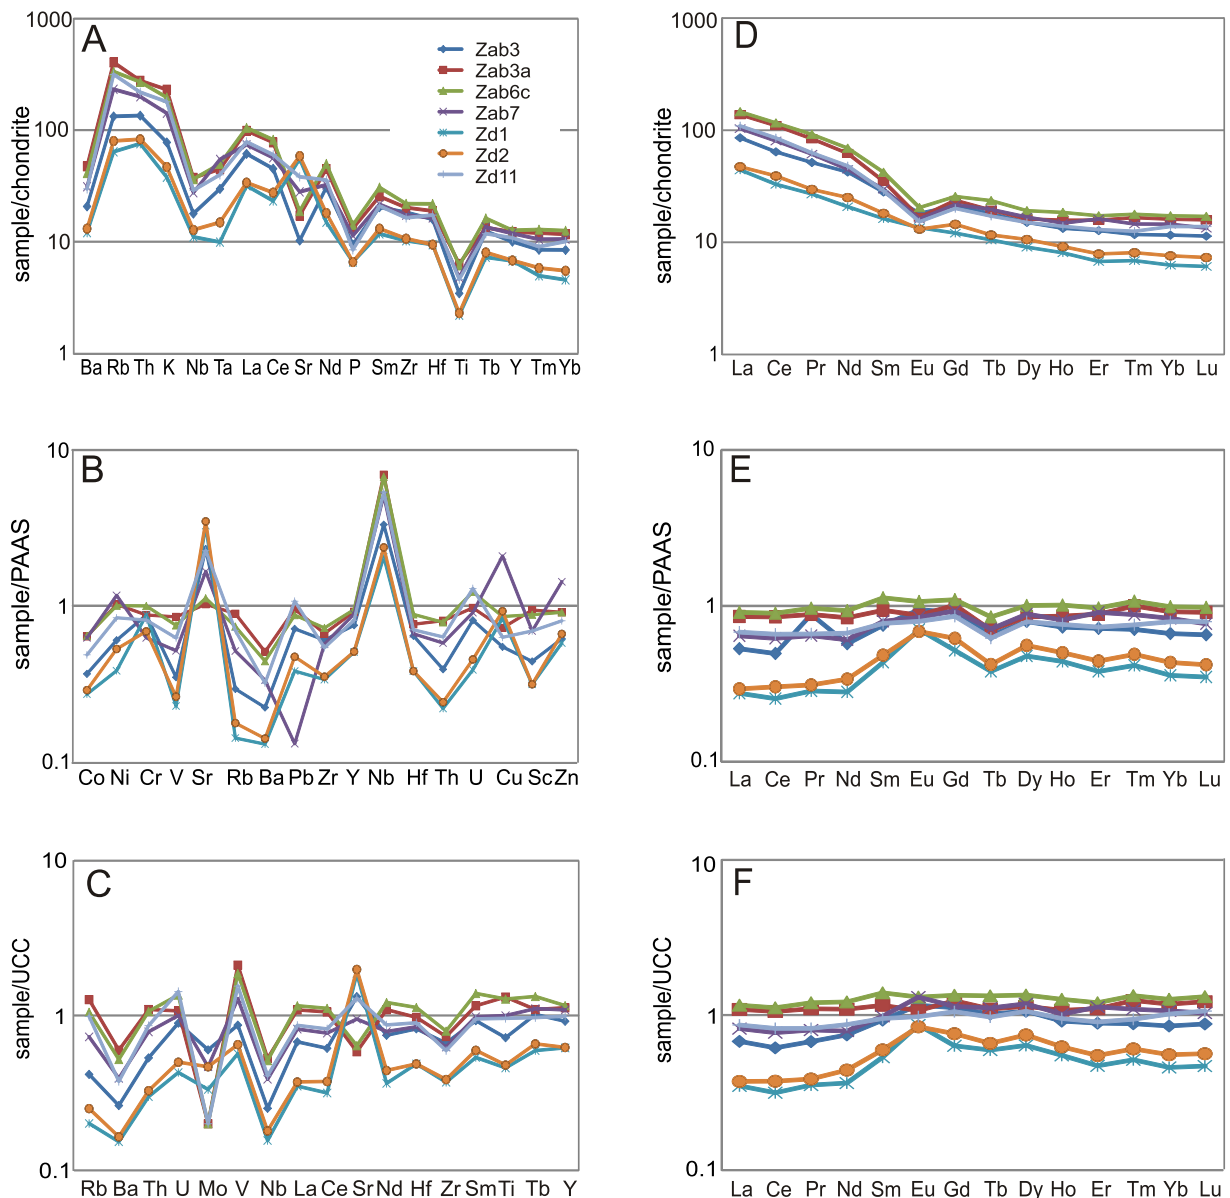 A
1000
100
10
1
sample/chondrite
Zab3
Zab3a
Zab6c
Zab7
Zd1
Zd2
Zd11
Ba Rb Th K Nb Ta La Ce Sr Nd P Sm Zr Hf Ti Tb Y Tm Yb
D
1000
100
10
1
sample/chondrite
La Ce Pr Nd Sm Eu Gd Tb Dy Ho Er Tm Yb Lu
B
10
1
0.1
sample/PAAS
Co Ni Cr V Sr Rb Ba Pb Zr Y Nb Hf Th U Cu Sc Zn
E
10
1
0.1
sample/PAAS
La Ce Pr Nd Sm Eu Gd Tb Dy Ho Er Tm Yb Lu
C
10
1
0.1
sample/UCC
Rb Ba Th U Mo V Nb La Ce Sr Nd Hf Zr Sm Ti Tb Y
F
10
1
0.1
sample/UCC
La Ce Pr Nd Sm Eu Gd Tb Dy Ho Er Tm Yb Lu